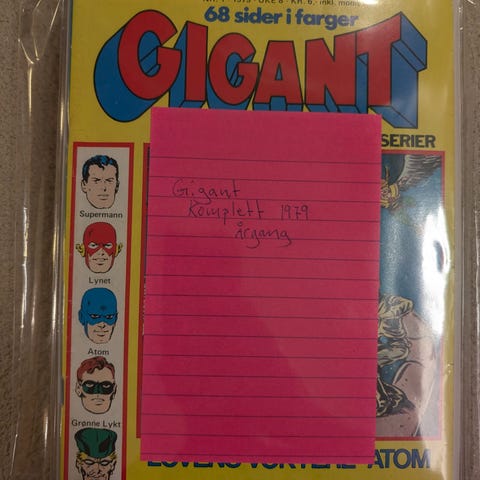 68 sider i farger
GIGANT
SERIER
Gigant
Komplett 1979
årgang
Supermann
Lynet
Atom
Grønne Lykt
ATOM